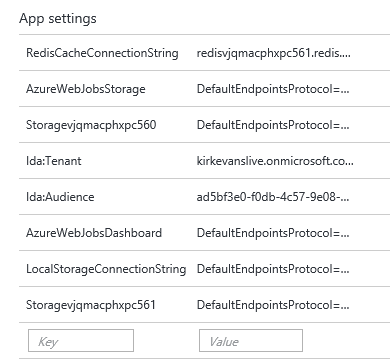 App settings
RedisCacheConnectionString redisvjqmacphxpc561.redis....
AzureWebJobsStorage DefaultEndpointsProtocol=...
Storagevjqmacphxpc560 DefaultEndpointsProtocol=...
Ida:Tenant kirkevanslive.onmicrosoft.co...
Ida:Audience ad5bf3e0-f0db-4c57-9e08-...
AzureWebJobsDashboard DefaultEndpointsProtocol=...
LocalStorageConnectionString DefaultEndpointsProtocol=...
Storagevjqmacphxpc561 DefaultEndpointsProtocol=...
Key Value